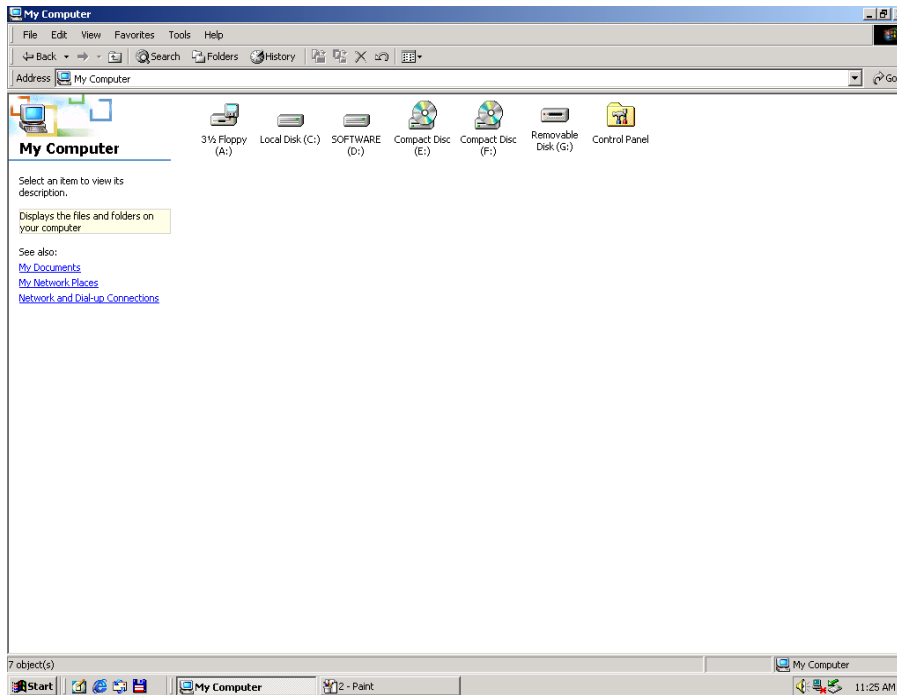 My Computer
File Edit View Favorites Tools Help
Back Search Folders History
Address My Computer Go
My Computer
Select an item to view its
description.
Displays the files and folders on
your computer
See also:
My Documents
My Network Places
Network and Dial-up Connections
3½ Floppy
(A:)
Local Disk (C:)
SOFTWARE
(D:)
Compact Disc
(E:)
Compact Disc
(F:)
Removable
Disk (G:)
Control Panel
7 object(s) My Computer
Start My Computer 2 - Paint 11:25 AM